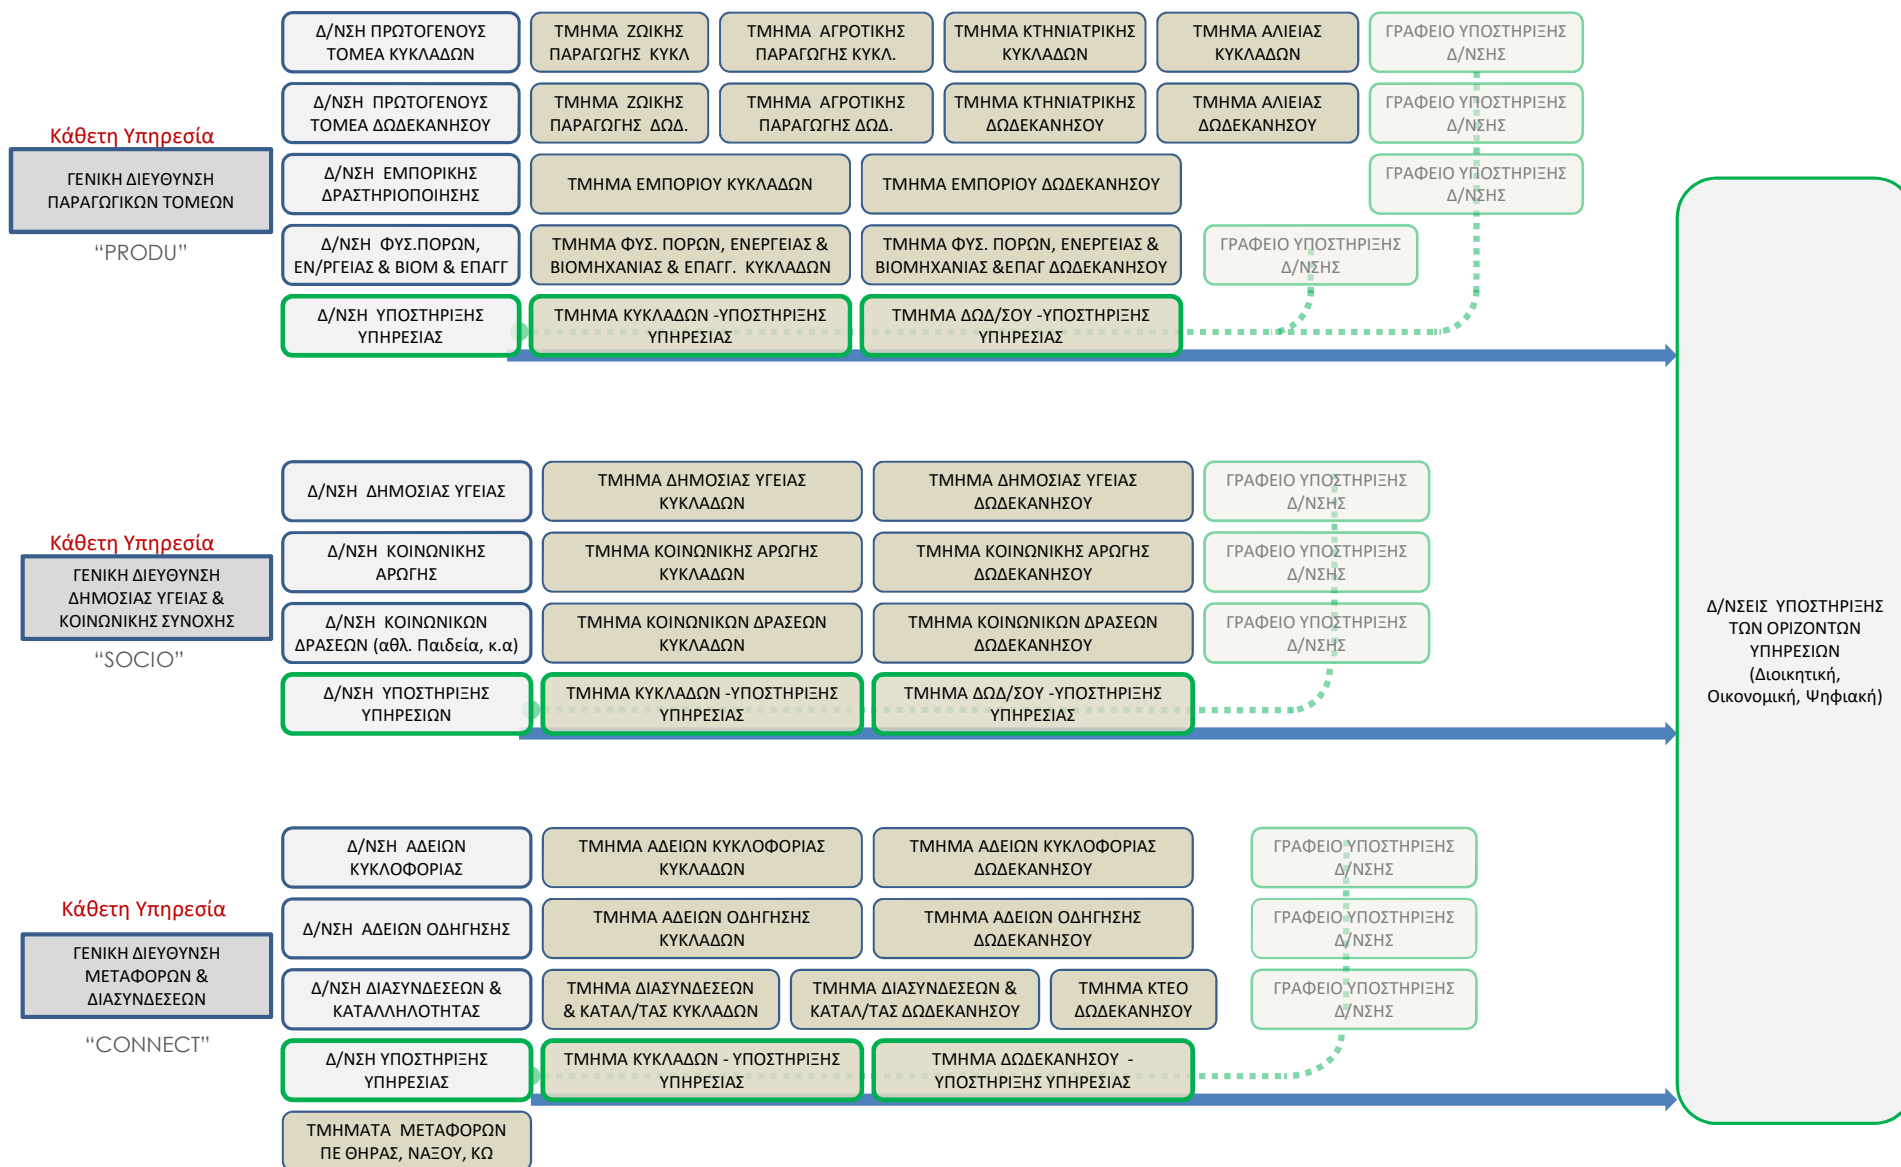 Δ/ΝΣΗ ΠΡΩΤΟΓΕΝΟΥΣ
ΤΟΜΕΑ ΚΥΚΛΑΔΩΝ
ΤΜΗΜΑ ΖΩΙΚΗΣ
ΠΑΡΑΓΩΓΗΣ ΚΥΚΛ
ΤΜΗΜΑ ΑΓΡΟΤΙΚΗΣ
ΠΑΡΑΓΩΓΗΣ ΚΥΚΛ.
ΤΜΗΜΑ ΚΤΗΝΙΑΤΡΙΚΗΣ
ΚΥΚΛΑΔΩΝ
ΤΜΗΜΑ ΑΛΙΕΙΑΣ
ΚΥΚΛΑΔΩΝ
ΓΡΑΦΕΙΟ ΥΠΟΣΤΗΡΙΞΗΣ
Δ/ΝΣΗΣ
Δ/ΝΣΗ ΠΡΩΤΟΓΕΝΟΥΣ
ΤΟΜΕΑ ΔΩΔΕΚΑΝΗΣΟΥ
ΤΜΗΜΑ ΖΩΙΚΗΣ
ΠΑΡΑΓΩΓΗΣ ΔΩΔ.
ΤΜΗΜΑ ΑΓΡΟΤΙΚΗΣ
ΠΑΡΑΓΩΓΗΣ ΔΩΔ.
ΤΜΗΜΑ ΚΤΗΝΙΑΤΡΙΚΗΣ
ΔΩΔΕΚΑΝΗΣΟΥ
ΤΜΗΜΑ ΑΛΙΕΙΑΣ
ΔΩΔΕΚΑΝΗΣΟΥ
ΓΡΑΦΕΙΟ ΥΠΟΣΤΗΡΙΞΗΣ
Δ/ΝΣΗΣ
Κάθετη Υπηρεσία
ΓΕΝΙΚΗ ΔΙΕΥΘΥΝΣΗ
ΠΑΡΑΓΩΓΙΚΩΝ ΤΟΜΕΩΝ
“PRODU”
Δ/ΝΣΗ ΕΜΠΟΡΙΚΗΣ
ΔΡΑΣΤΗΡΙΟΠΟΙΗΣΗΣ
ΤΜΗΜΑ ΕΜΠΟΡΙΟΥ ΚΥΚΛΑΔΩΝ
ΤΜΗΜΑ ΕΜΠΟΡΙΟΥ ΔΩΔΕΚΑΝΗΣΟΥ
ΓΡΑΦΕΙΟ ΥΠΟΣΤΗΡΙΞΗΣ
Δ/ΝΣΗΣ
Δ/ΝΣΗ ΦΥΣ.ΠΟΡΩΝ,
ΕΝ/ΡΓΕΙΑΣ & ΒΙΟΜ & ΕΠΑΓΓ
ΤΜΗΜΑ ΦΥΣ. ΠΟΡΩΝ, ΕΝΕΡΓΕΙΑΣ &
ΒΙΟΜΗΧΑΝΙΑΣ & ΕΠΑΓΓ. ΚΥΚΛΑΔΩΝ
ΤΜΗΜΑ ΦΥΣ. ΠΟΡΩΝ, ΕΝΕΡΓΕΙΑΣ &
ΒΙΟΜΗΧΑΝΙΑΣ &ΕΠΑΓ ΔΩΔΕΚΑΝΗΣΟΥ
ΓΡΑΦΕΙΟ ΥΠΟΣΤΗΡΙΞΗΣ
Δ/ΝΣΗΣ
Δ/ΝΣΗ ΥΠΟΣΤΗΡΙΞΗΣ
ΥΠΗΡΕΣΙΑΣ
ΤΜΗΜΑ ΚΥΚΛΑΔΩΝ -ΥΠΟΣΤΗΡΙΞΗΣ
ΥΠΗΡΕΣΙΑΣ
ΤΜΗΜΑ ΔΩΔ/ΣΟΥ -ΥΠΟΣΤΗΡΙΞΗΣ
ΥΠΗΡΕΣΙΑΣ
Δ/ΝΣΗ ΔΗΜΟΣΙΑΣ ΥΓΕΙΑΣ
ΤΜΗΜΑ ΔΗΜΟΣΙΑΣ ΥΓΕΙΑΣ
ΚΥΚΛΑΔΩΝ
ΤΜΗΜΑ ΔΗΜΟΣΙΑΣ ΥΓΕΙΑΣ
ΔΩΔΕΚΑΝΗΣΟΥ
ΓΡΑΦΕΙΟ ΥΠΟΣΤΗΡΙΞΗΣ
Δ/ΝΣΗΣ
Κάθετη Υπηρεσία
ΓΕΝΙΚΗ ΔΙΕΥΘΥΝΣΗ
ΔΗΜΟΣΙΑΣ ΥΓΕΙΑΣ &
ΚΟΙΝΩΝΙΚΗΣ ΣΥΝΟΧΗΣ
“SOCIO”
Δ/ΝΣΗ ΚΟΙΝΩΝΙΚΗΣ
ΑΡΩΓΗΣ
ΤΜΗΜΑ ΚΟΙΝΩΝΙΚΗΣ ΑΡΩΓΗΣ
ΚΥΚΛΑΔΩΝ
ΤΜΗΜΑ ΚΟΙΝΩΝΙΚΗΣ ΑΡΩΓΗΣ
ΔΩΔΕΚΑΝΗΣΟΥ
ΓΡΑΦΕΙΟ ΥΠΟΣΤΗΡΙΞΗΣ
Δ/ΝΣΗΣ
Δ/ΝΣΗ ΚΟΙΝΩΝΙΚΩΝ
ΔΡΑΣΕΩΝ (αθλ. Παιδεία, κ.α)
ΤΜΗΜΑ ΚΟΙΝΩΝΙΚΩΝ ΔΡΑΣΕΩΝ
ΚΥΚΛΑΔΩΝ
ΤΜΗΜΑ ΚΟΙΝΩΝΙΚΩΝ ΔΡΑΣΕΩΝ
ΔΩΔΕΚΑΝΗΣΟΥ
ΓΡΑΦΕΙΟ ΥΠΟΣΤΗΡΙΞΗΣ
Δ/ΝΣΗΣ
Δ/ΝΣΗ ΥΠΟΣΤΗΡΙΞΗΣ
ΥΠΗΡΕΣΙΩΝ
ΤΜΗΜΑ ΚΥΚΛΑΔΩΝ -ΥΠΟΣΤΗΡΙΞΗΣ
ΥΠΗΡΕΣΙΑΣ
ΤΜΗΜΑ ΔΩΔ/ΣΟΥ -ΥΠΟΣΤΗΡΙΞΗΣ
ΥΠΗΡΕΣΙΑΣ
Δ/ΝΣΕΙΣ ΥΠΟΣΤΗΡΙΞΗΣ
ΤΩΝ ΟΡΙΖΟΝΤΩΝ
ΥΠΗΡΕΣΙΩΝ
(Διοικητική,
Οικονομική, Ψηφιακή)
Δ/ΝΣΗ ΑΔΕΙΩΝ
ΚΥΚΛΟΦΟΡΙΑΣ
ΤΜΗΜΑ ΑΔΕΙΩΝ ΚΥΚΛΟΦΟΡΙΑΣ
ΚΥΚΛΑΔΩΝ
ΤΜΗΜΑ ΑΔΕΙΩΝ ΚΥΚΛΟΦΟΡΙΑΣ
ΔΩΔΕΚΑΝΗΣΟΥ
ΓΡΑΦΕΙΟ ΥΠΟΣΤΗΡΙΞΗΣ
Δ/ΝΣΗΣ
Κάθετη Υπηρεσία
ΓΕΝΙΚΗ ΔΙΕΥΘΥΝΣΗ
ΜΕΤΑΦΟΡΩΝ &
ΔΙΑΣΥΝΔΕΣΕΩΝ
“CONNECT”
Δ/ΝΣΗ ΑΔΕΙΩΝ ΟΔΗΓΗΣΗΣ
ΤΜΗΜΑ ΑΔΕΙΩΝ ΟΔΗΓΗΣΗΣ
ΚΥΚΛΑΔΩΝ
ΤΜΗΜΑ ΑΔΕΙΩΝ ΟΔΗΓΗΣΗΣ
ΔΩΔΕΚΑΝΗΣΟΥ
ΓΡΑΦΕΙΟ ΥΠΟΣΤΗΡΙΞΗΣ
Δ/ΝΣΗΣ
Δ/ΝΣΗ ΔΙΑΣΥΝΔΕΣΕΩΝ &
ΚΑΤΑΛΛΗΛΟΤΗΤΑΣ
ΤΜΗΜΑ ΔΙΑΣΥΝΔΕΣΕΩΝ
& ΚΑΤΑΛ/ΤΑΣ ΚΥΚΛΑΔΩΝ
ΤΜΗΜΑ ΔΙΑΣΥΝΔΕΣΕΩΝ &
ΚΑΤΑΛ/ΤΑΣ ΔΩΔΕΚΑΝΗΣΟΥ
ΤΜΗΜΑ ΚΤΕΟ
ΔΩΔΕΚΑΝΗΣΟΥ
ΓΡΑΦΕΙΟ ΥΠΟΣΤΗΡΙΞΗΣ
Δ/ΝΣΗΣ
Δ/ΝΣΗ ΥΠΟΣΤΗΡΙΞΗΣ
ΥΠΗΡΕΣΙΑΣ
ΤΜΗΜΑ ΚΥΚΛΑΔΩΝ - ΥΠΟΣΤΗΡΙΞΗΣ
ΥΠΗΡΕΣΙΑΣ
ΤΜΗΜΑ ΔΩΔΕΚΑΝΗΣΟΥ -
ΥΠΟΣΤΗΡΙΞΗΣ ΥΠΗΡΕΣΙΑΣ
ΤΜΗΜΑΤΑ ΜΕΤΑΦΟΡΩΝ
ΠΕ ΘΗΡΑΣ, ΝΑΞΟΥ, ΚΩ